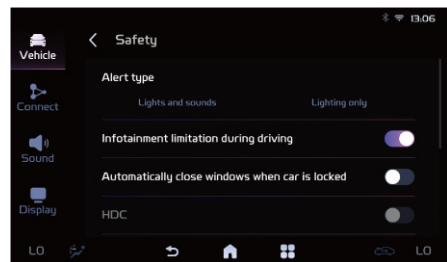 13:06
Vehicle
Safety
Alert type
Connect
Lights and sounds
Lighting only
Infotainment limitation during driving
Sound
Automatically close windows when car is locked
Display
HDC
LO
LO